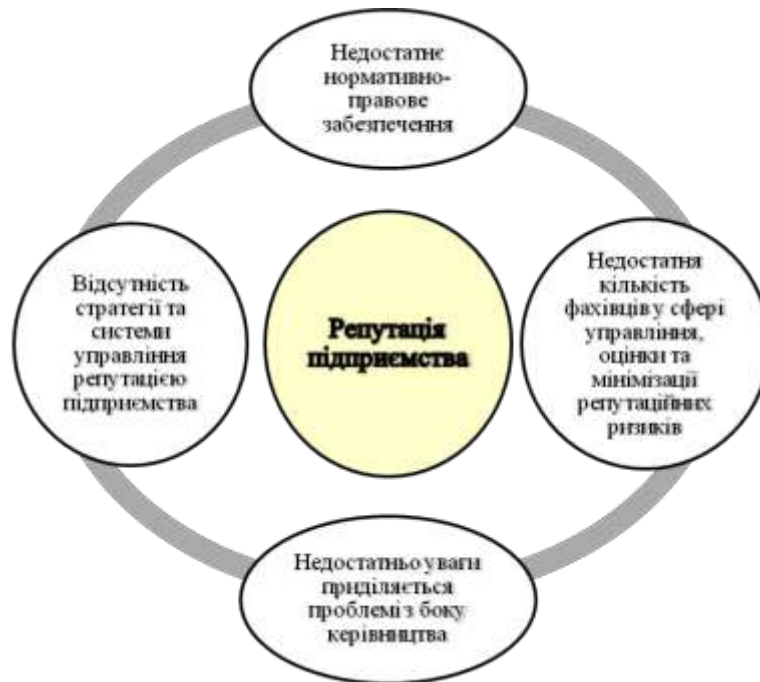 Недостатнє
нормативно-
правове
забезпечення
Відсутність
стратегії та
системи
управління
репутацією
підприємства
Репутація
підприємства
Недостатня
кількість
фахівців у сфері
управління,
оцінки та
мінімізації
репутаційних
ризиків
Недостатньо уваги
приділяється
проблемі з боку
керівництва